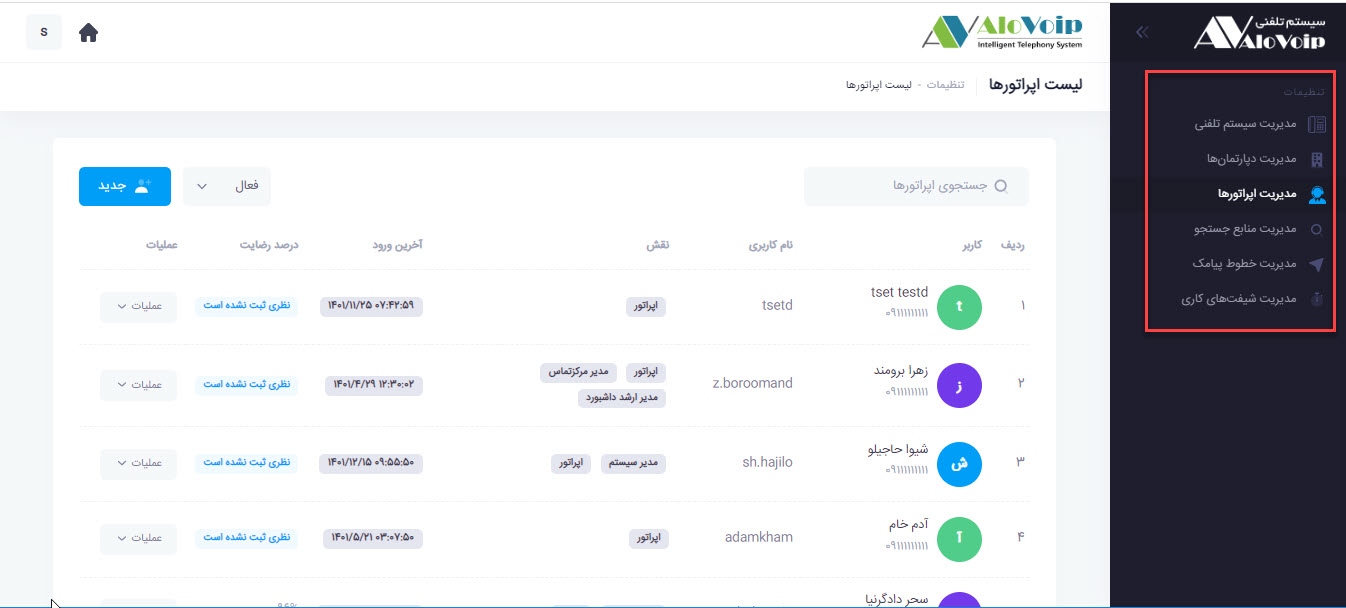 سیستم تلفنی
AloVoip
تنظیمات
مدیریت سیستم تلفنی
مدیریت دپارتمان‌ها
مدیریت اپراتورها
مدیریت منابع جستجو
مدیریت خطوط پیامک
مدیریت شیفت‌های کاری
AloVoip
Intelligent Telephony System
S
لیست اپراتورها
تنظیمات - لیست اپراتورها
جستجوی اپراتورها
فعال
جدید
ردیف کاربر نام کاربری نقش آخرین ورود درصد رضایت عملیات
۱ t tset testd ۰۹۱۱۱۱۱۱۱۱۱ tsetd اپراتور ۱۴۰۱/۱۱/۲۵ ۰۷:۴۲:۵۹ نظری ثبت نشده است عملیات
۲ ز زهرا برومند ۰۹۱۱۱۱۱۱۱۱۱ z.boroomand اپراتور مدیر مرکزتماس مدیر ارشد داشبورد ۱۴۰۱/۴/۲۹ ۱۲:۳۰:۰۲ نظری ثبت نشده است عملیات
۳ ش شیوا حاجیلو ۰۹۱۱۱۱۱۱۱۱۱ sh.hajilo مدیر سیستم اپراتور ۱۴۰۱/۱۲/۱۵ ۰۹:۵۵:۵۰ نظری ثبت نشده است عملیات
۴ آ آدم خام ۰۹۱۱۱۱۱۱۱۱۱ adamkham اپراتور ۱۴۰۱/۵/۲۱ ۰۳:۰۷:۵۰ نظری ثبت نشده است عملیات
سحر دادگرنیا